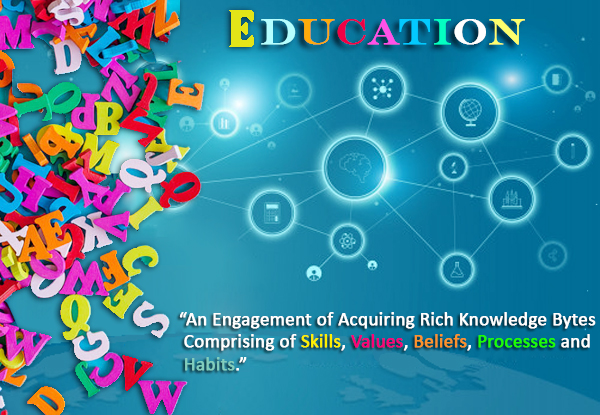 EDUCATION
“An Engagement of Acquiring Rich Knowledge Bytes
Comprising of Skills, Values, Beliefs, Processes and
Habits.”